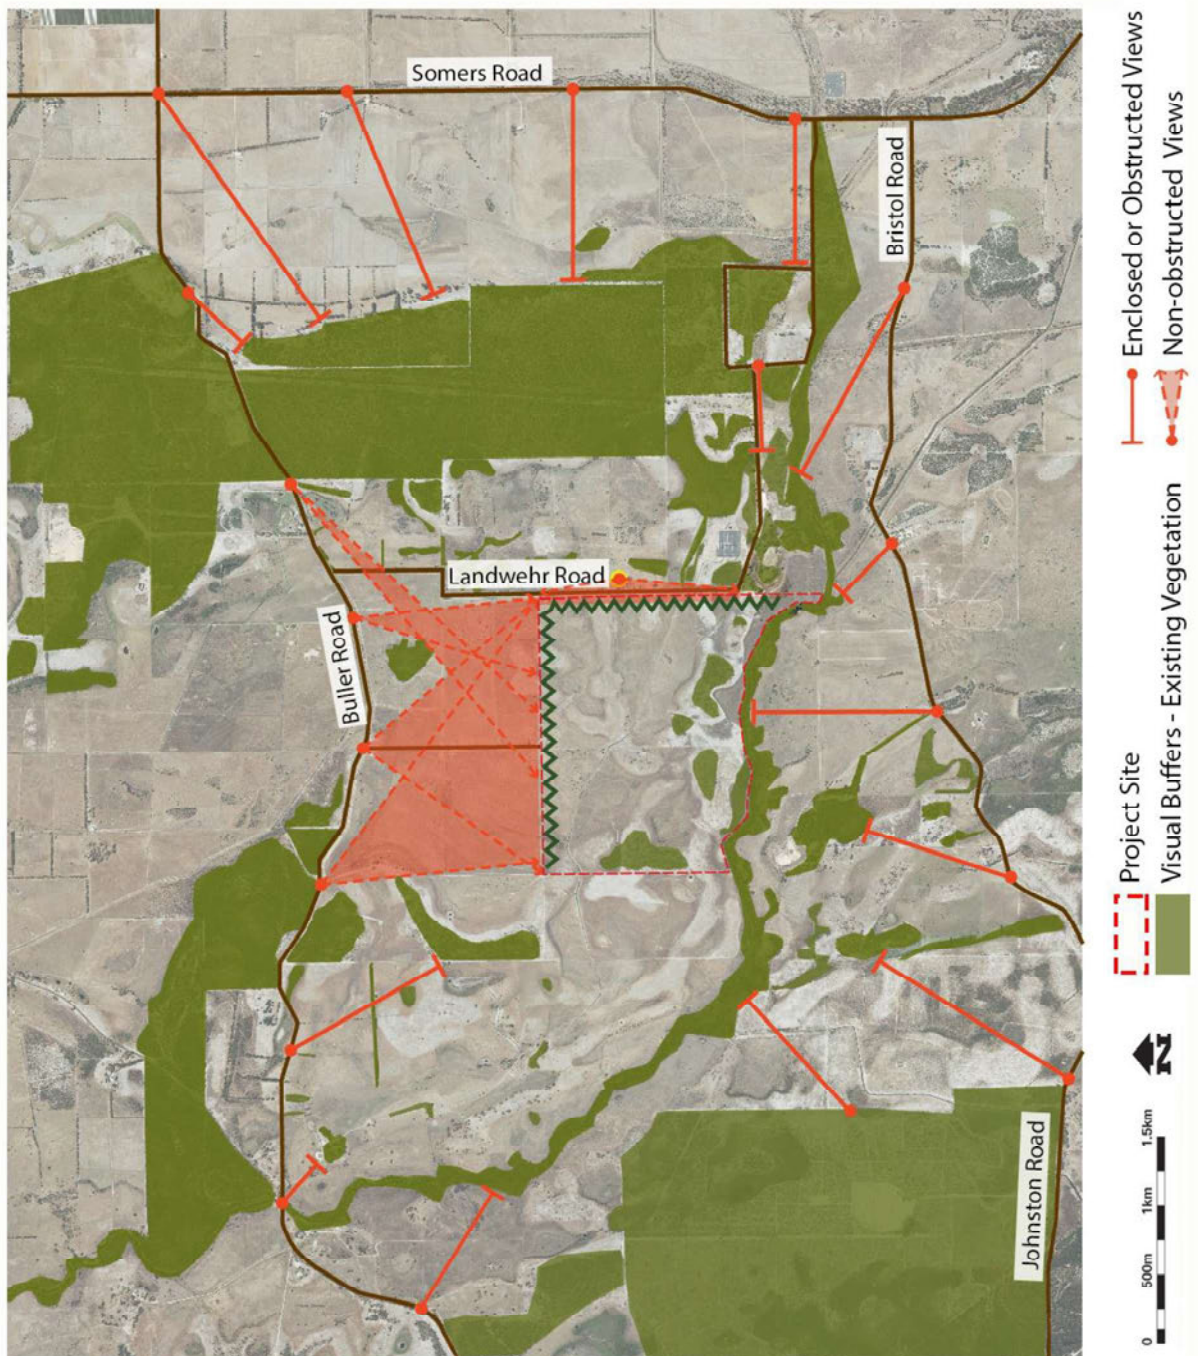 Somers Road
Bristol Road
Landwehr Road
Buller Road
Johnston Road
Enclosed or Obstructed Views
Non-obstructed Views
Project Site
Visual Buffers - Existing Vegetation
N
0 500m 1km 1.5km